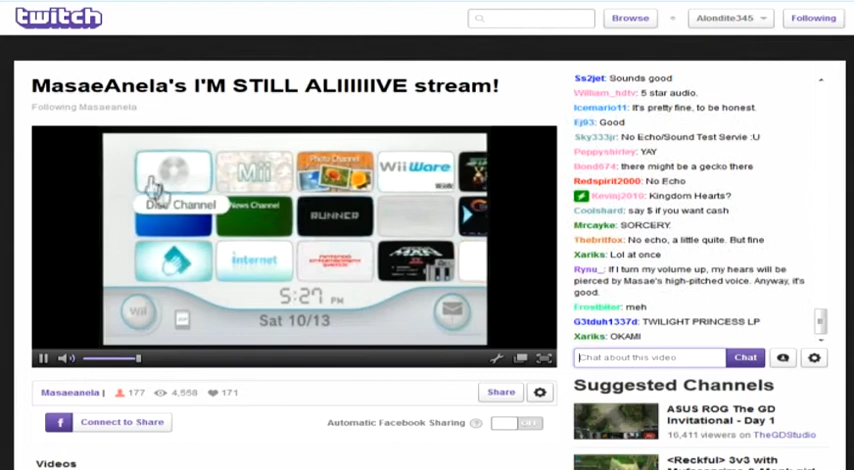 twitch
Browse
Alondite345
Following
MasaeAnela's I'M STILL ALIIIIIIVE stream!
Following Masaeanela
Mii
Photo Channel
WiiWare
Disc Channel
News Channel
RUNNER
internet
5:27 PM
Wii
Sat 10/13
Ss2jet: Sounds good
William_hdtv: 5 star audio.
Icemario11: It's pretty fine, to be honest.
Ej93: Good
Sky333jr: No Echo/Sound Test Servie :U
Peppyshirley: YAY
Bond674: there might be a gecko there
Redspirit2000: No Echo
Kevinj2010: Kingdom Hearts?
Coolshard: say $ if you want cash
Mrcayke: SORCERY.
Thebritfox: No echo, a little quite. But fine
Xariks: Lol at once
Rynu_: If I turn my volume up, my hears will be
pierced by Masae's high-pitched voice. Anyway, it's
good.
Frostbiter: meh
G3tduh1337d: TWILIGHT PRINCESS LP
Xariks: OKAMI
Chat about this video
Chat
Masaeanela | 177 4,558 171
Share
Connect to Share
Automatic Facebook Sharing
OFF
Suggested Channels
ASUS ROG The GD
Invitational - Day 1
16,411 viewers on TheGDStudio
<Reckful> 3v3 with
Videos